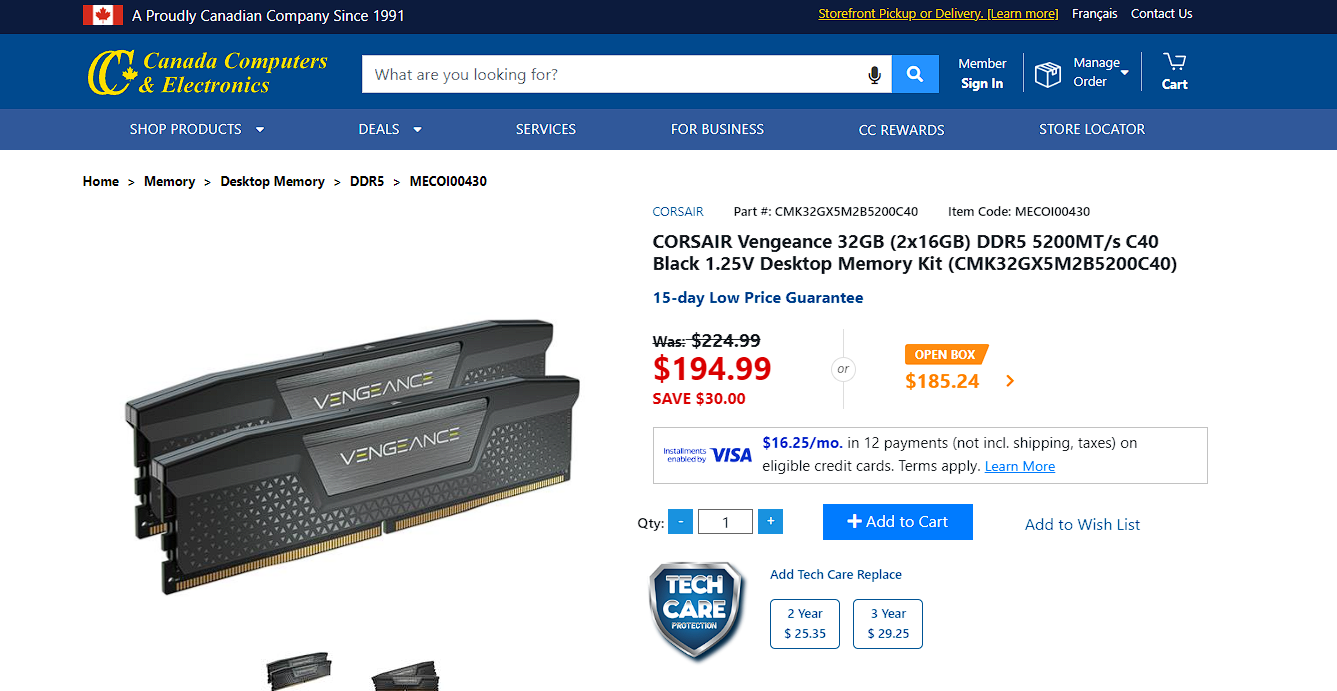 A Proudly Canadian Company Since 1991
Storefront Pickup or Delivery. [Learn more] Français Contact Us
Canada Computers
& Electronics
What are you looking for?
Member
Sign In
Manage
Order
Cart
SHOP PRODUCTS DEALS SERVICES FOR BUSINESS CC REWARDS STORE LOCATOR
Home > Memory > Desktop Memory > DDR5 > MECOI00430
CORSAIR Part #: CMK32GX5M2B5200C40 Item Code: MECOI00430
CORSAIR Vengeance 32GB (2x16GB) DDR5 5200MT/s C40
Black 1.25V Desktop Memory Kit (CMK32GX5M2B5200C40)
15-day Low Price Guarantee
Was: $224.99
$194.99
SAVE $30.00
or
OPEN BOX
$185.24 >
VENGEANCE
VENGEANCE
Installments
enabled by VISA
$16.25/mo. in 12 payments (not incl. shipping, taxes) on
eligible credit cards. Terms apply. Learn More
Qty: - 1 + + Add to Cart Add to Wish List
TECH
CARE
PROTECTION
Add Tech Care Replace
2 Year
$ 25.35
3 Year
$ 29.25